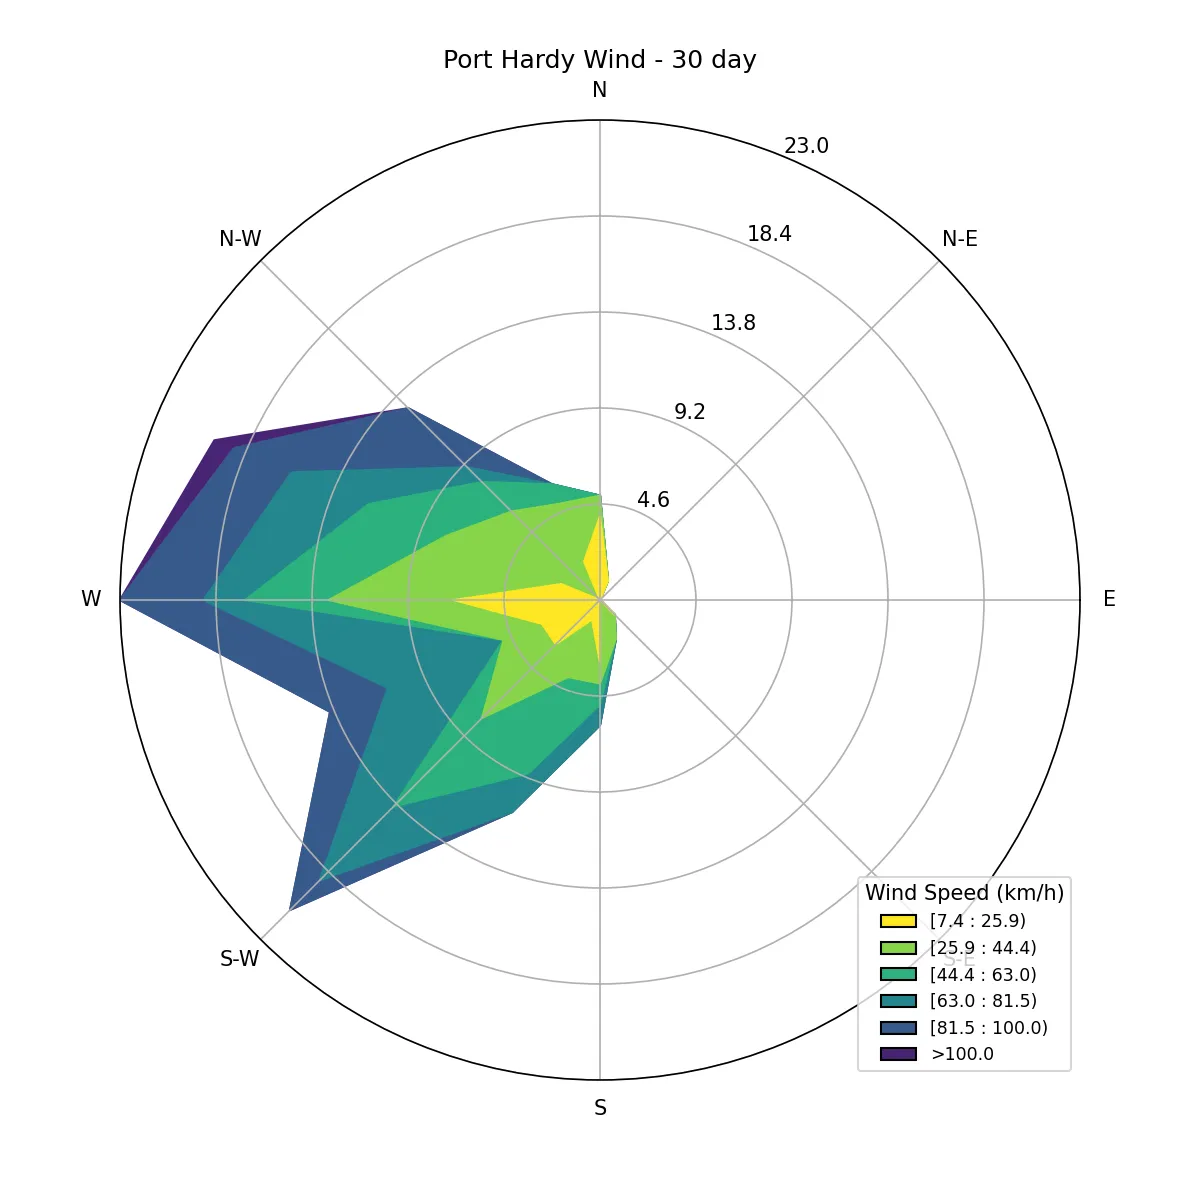 Port Hardy Wind - 30 day
N
23.0
18.4
N-W
N-E
13.8
9.2
4.6
W
E
S-W
S-E
Wind Speed (km/h)
[7.4 : 25.9)
[25.9 : 44.4)
[44.4 : 63.0)
[63.0 : 81.5)
[81.5 : 100.0)
>100.0
S